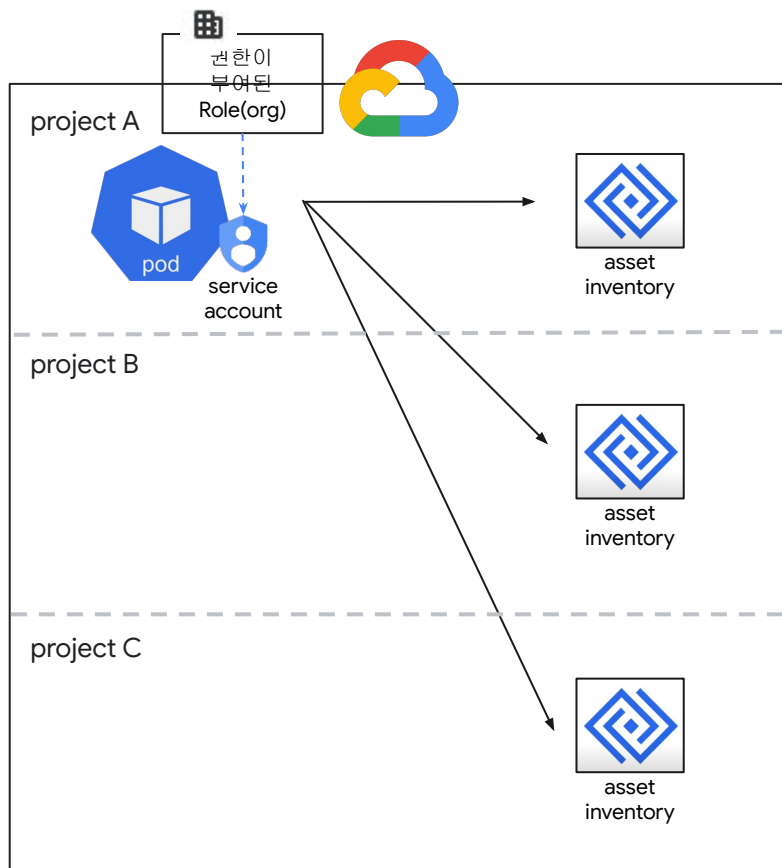 권한이
부여된
Role(org)
project A
pod
service
account
asset
inventory
project B
asset
inventory
project C
asset
inventory